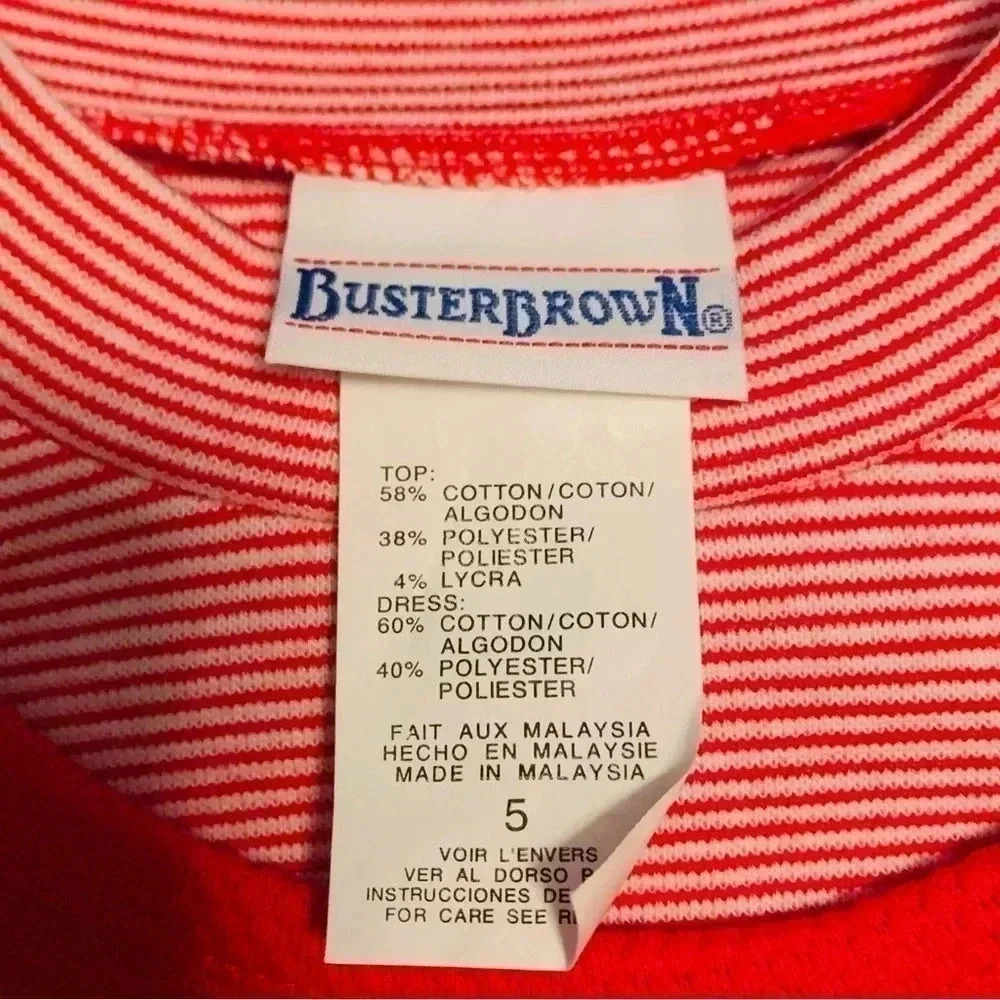 BUSTERBROWN®
TOP:
58% COTTON/COTON/
ALGODON
38% POLYESTER/
POLIESTER
4% LYCRA
DRESS:
60% COTTON/COTON/
ALGODON
40% POLYESTER/
POLIESTER
FAIT AUX MALAYSIA
HECHO EN MALAYSIE
MADE IN MALAYSIA
5
VOIR L'ENVERS
VER AL DORSO
INSTRUCCIONES DE
FOR CARE SEE